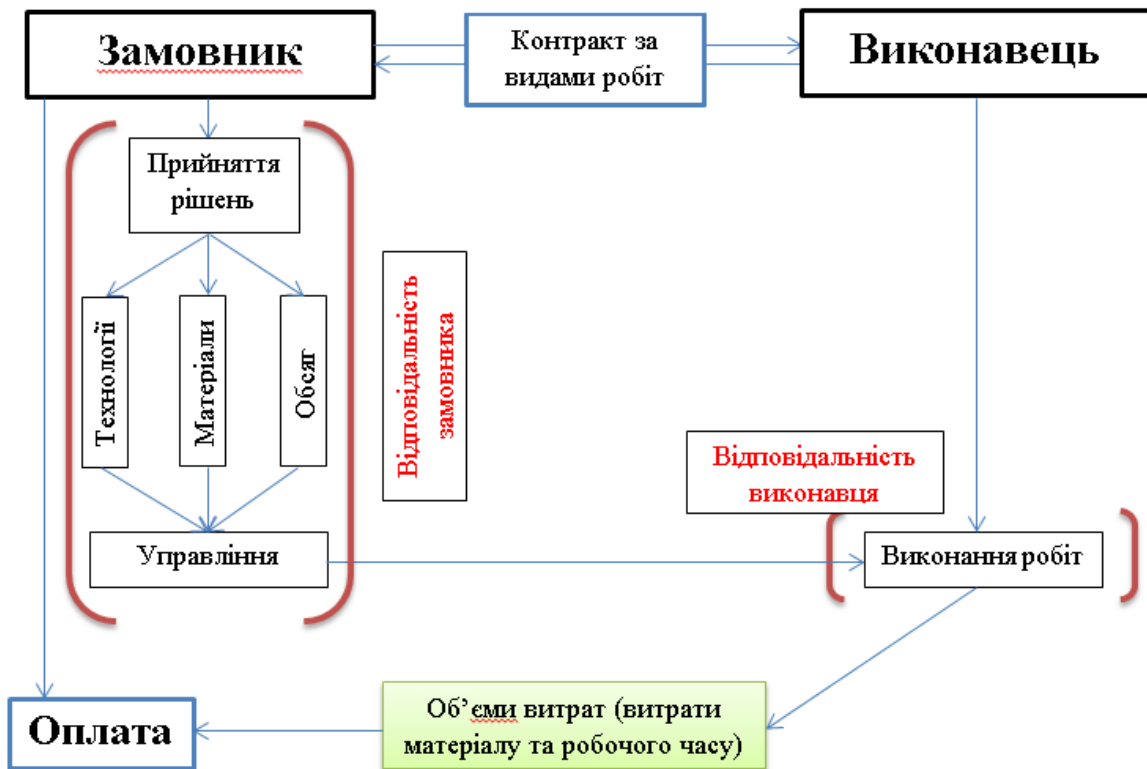 Замовник
Контракт за
видами робіт
Виконавець
Прийняття
рішень
Технології
Матеріали
Обсяг
Відповідальність
замовника
Відповідальність
виконавця
Управління
Виконання робіт
Оплата
Об’єми витрат (витрати
матеріалу та робочого часу)